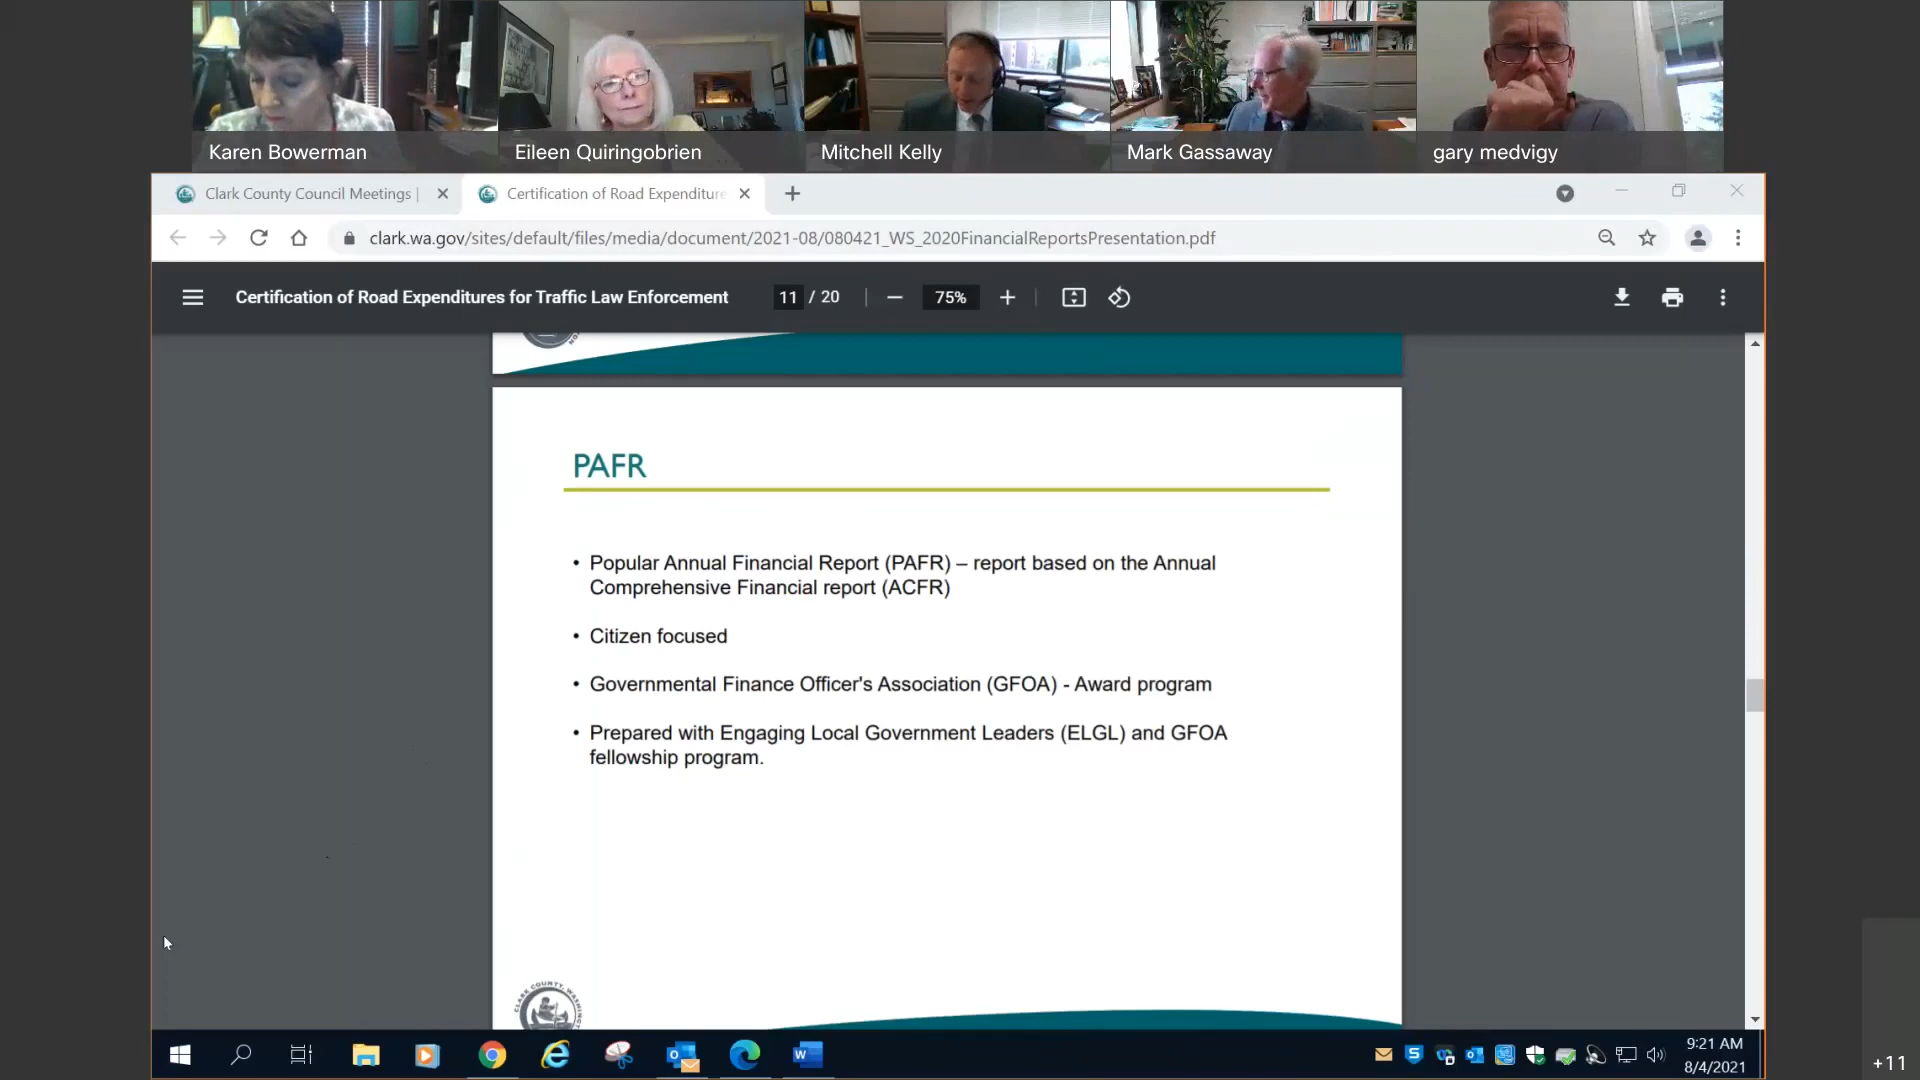 Karen Bowerman
Eileen Quiringobrien
Mitchell Kelly
Mark Gassaway
gary medvigy
Clark County Council Meetings |
Certification of Road Expenditure
clark.wa.gov/sites/default/files/media/document/2021-08/080421_WS_2020FinancialReportsPresentation.pdf
Certification of Road Expenditures for Traffic Law Enforcement
11 / 20
75%
PAFR
• Popular Annual Financial Report (PAFR) – report based on the Annual
Comprehensive Financial report (ACFR)
• Citizen focused
• Governmental Finance Officer's Association (GFOA) - Award program
• Prepared with Engaging Local Government Leaders (ELGL) and GFOA
fellowship program.
CLARK COUNTY, WASHINGTON
9:21 AM
8/4/2021
+11